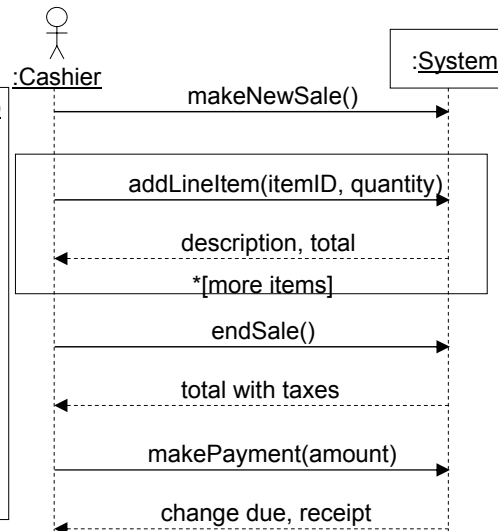 :Cashier
:System
makeNewSale()
addLineItem(itemID, quantity)
description, total
*[more items]
endSale()
total with taxes
makePayment(amount)
change due, receipt